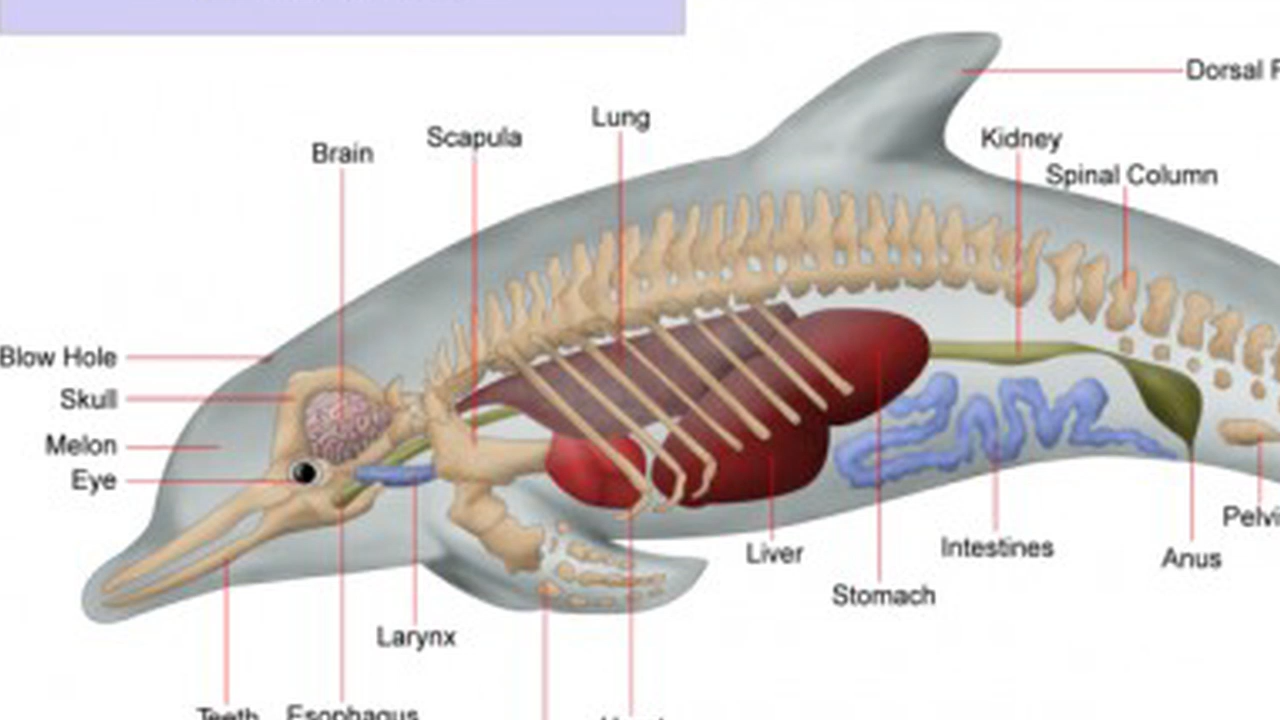 Dorsal
Lung
Scapula
Kidney
Brain
Spinal Column
Blow Hole
Skull
Melon
Eye
Intestines
Liver
Anus
Stomach
Larynx
Teeth
Esophagus